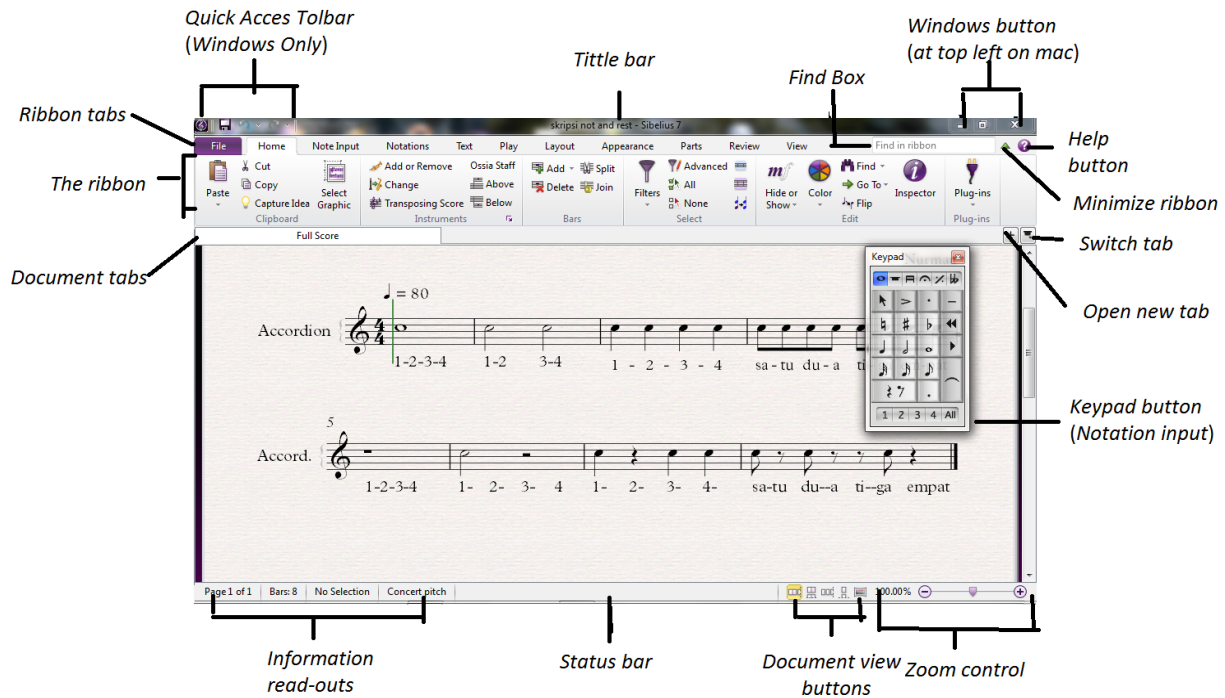 Quick Acces Tolbar
(Windows Only)
Tittle bar
Windows button
(at top left on mac)
Find Box
Ribbon tabs
skripsi not and rest - Sibelius 7
File Home Note Input Notations Text Play Layout Appearance Parts Review View Find in ribbon
Help
button
The ribbon
Paste
Cut
Copy
Capture Idea
Select
Graphic
Clipboard
Add or Remove
Change
Transposing Score
Ossia Staff
Above
Below
Instruments
Add
Delete
Split
Join
Bars
Filters
Advanced
All
None
Select
Hide or
Show
Color
Find
Go To
Flip
Inspector
Edit
Plug-ins
Plug-ins
Minimize ribbon
Full Score
Switch tab
Document tabs
Keypad
Open new tab
= 80
Accordion
1-2-3-4 1-2 3-4 1 - 2 - 3 - 4 sa - tu du - a
1 2 3 4 All
Keypad button
(Notation input)
5
Accord.
1-2-3-4 1- 2- 3- 4 1- 2- 3- 4- sa-tu du--a ti--ga empat
Page 1 of 1 Bars: 8 No Selection Concert pitch 100.00%
Information
read-outs
Status bar
Document view
buttons
Zoom control